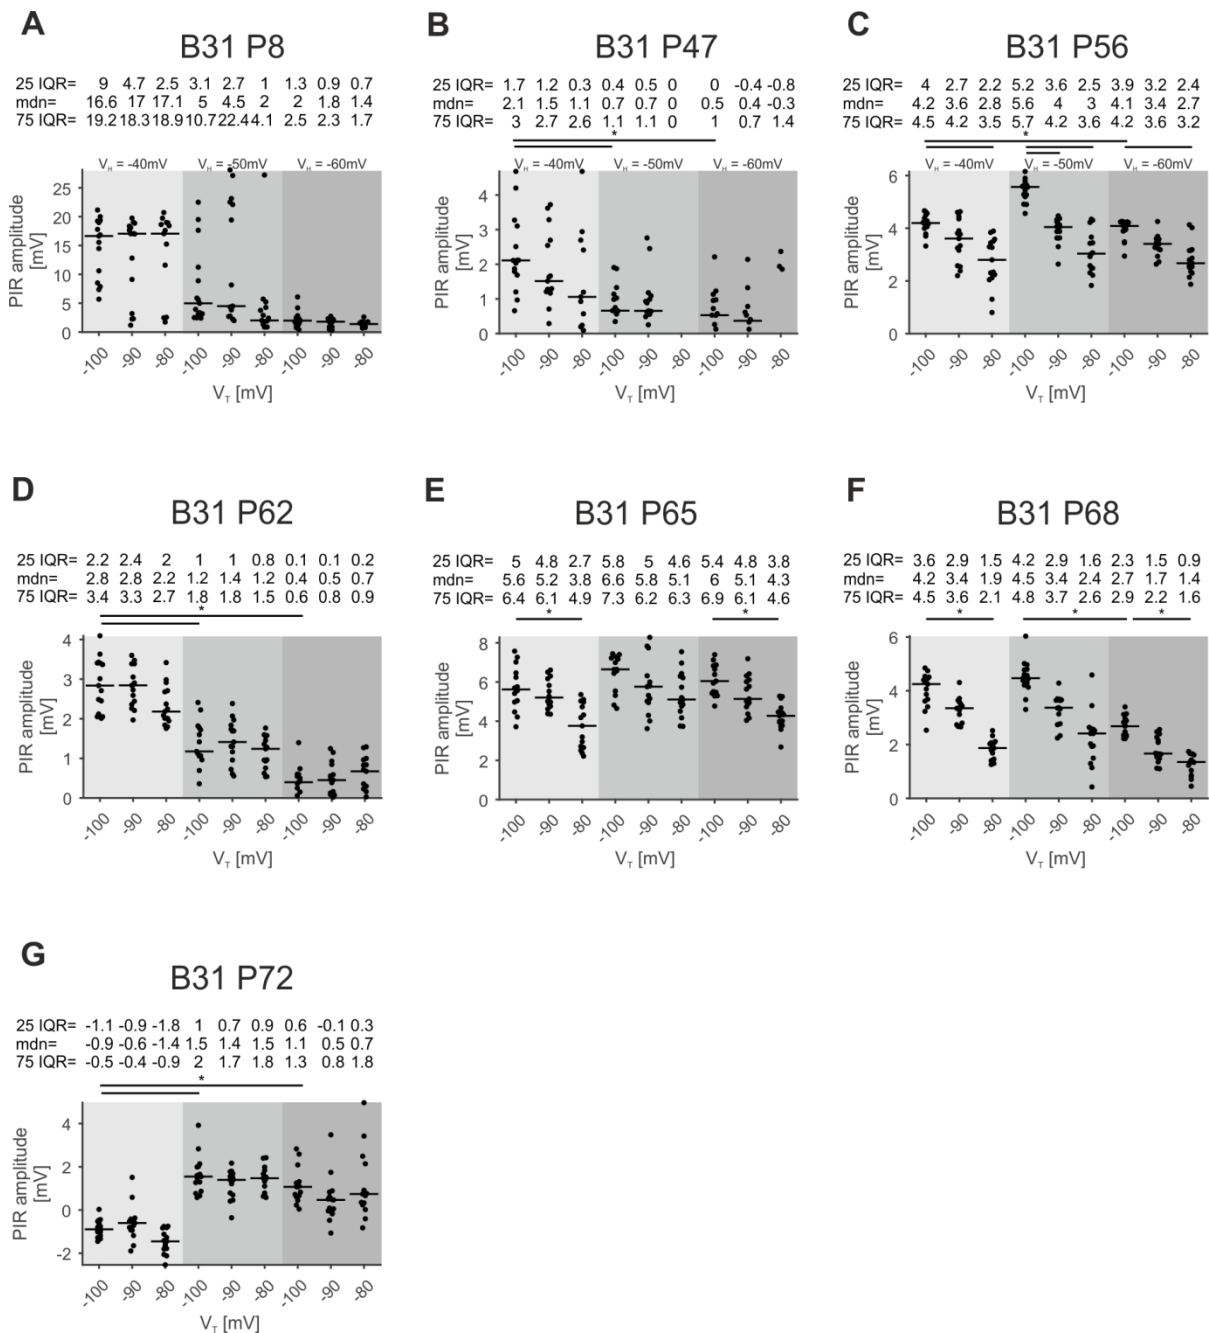 A
B31 P8
25 IQR= 9 4.7 2.5 3.1 2.7 1 1.3 0.9 0.7
mdn= 16.6 17 17.1 5 4.5 2 2 1.8 1.4
75 IQR= 19.2 18.3 18.9 10.7 22.4 4.1 2.5 2.3 1.7
V_H = -40mV V_H = -50mV V_H = -60mV
25
20
15
10
5
0
PIR amplitude
[mV]
-100 -90 -80 -100 -90 -80 -100 -90 -80
V_T [mV]
B
B31 P47
25 IQR= 1.7 1.2 0.3 0.4 0.5 0 0 -0.4 -0.8
mdn= 2.1 1.5 1.1 0.7 0.7 0 0.5 0.4 -0.3
75 IQR= 3 2.7 2.6 1.1 1.1 0 1 0.7 1.4
*
V_H = -40mV V_H = -50mV V_H = -60mV
4
3
2
1
0
PIR amplitude
[mV]
-100 -90 -80 -100 -90 -80 -100 -90 -80
V_T [mV]
C
B31 P56
25 IQR= 4 2.7 2.2 5.2 3.6 2.5 3.9 3.2 2.4
mdn= 4.2 3.6 2.8 5.6 4 3 4.1 3.4 2.7
75 IQR= 4.5 4.2 3.5 5.7 4.2 3.6 4.2 3.6 3.2
*
V_H = -40mV V_H = -50mV V_H = -60mV
6
4
2
0
PIR amplitude
[mV]
-100 -90 -80 -100 -90 -80 -100 -90 -80
V_T [mV]
D
B31 P62
25 IQR= 2.2 2.4 2 1 1 0.8 0.1 0.1 0.2
mdn= 2.8 2.8 2.2 1.2 1.4 1.2 0.4 0.5 0.7
75 IQR= 3.4 3.3 2.7 1.8 1.8 1.5 0.6 0.8 0.9
*
4
3
2
1
0
PIR amplitude
[mV]
-100 -90 -80 -100 -90 -80 -100 -90 -80
V_T [mV]
E
B31 P65
25 IQR= 5 4.8 2.7 5.8 5 4.6 5.4 4.8 3.8
mdn= 5.6 5.2 3.8 6.6 5.8 5.1 6 5.1 4.3
75 IQR= 6.4 6.1 4.9 7.3 6.2 6.3 6.9 6.1 4.6
* *
8
6
4
2
0
PIR amplitude
[mV]
-100 -90 -80 -100 -90 -80 -100 -90 -80
V_T [mV]
F
B31 P68
25 IQR= 3.6 2.9 1.5 4.2 2.9 1.6 2.3 1.5 0.9
mdn= 4.2 3.4 1.9 4.5 3.4 2.4 2.7 1.7 1.4
75 IQR= 4.5 3.6 2.1 4.8 3.7 2.6 2.9 2.2 1.6
* * *
6
4
2
0
PIR amplitude
[mV]
-100 -90 -80 -100 -90 -80 -100 -90 -80
V_T [mV]
G
B31 P72
25 IQR= -1.1 -0.9 -1.8 1 0.7 0.9 0.6 -0.1 0.3
mdn= -0.9 -0.6 -1.4 1.5 1.4 1.5 1.1 0.5 0.7
75 IQR= -0.5 -0.4 -0.9 2 1.7 1.8 1.3 0.8 1.8
*
4
2
0
-2
PIR amplitude
[mV]
-100 -90 -80 -100 -90 -80 -100 -90 -80
V_T [mV]